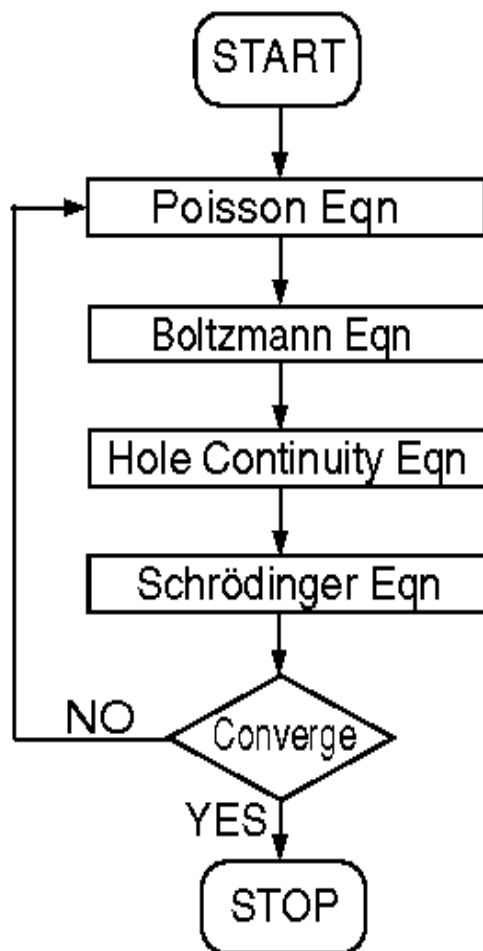 START
Poisson Eqn
Boltzmann Eqn
Hole Continuity Eqn
Schrödinger Eqn
Converge
NO
YES
STOP